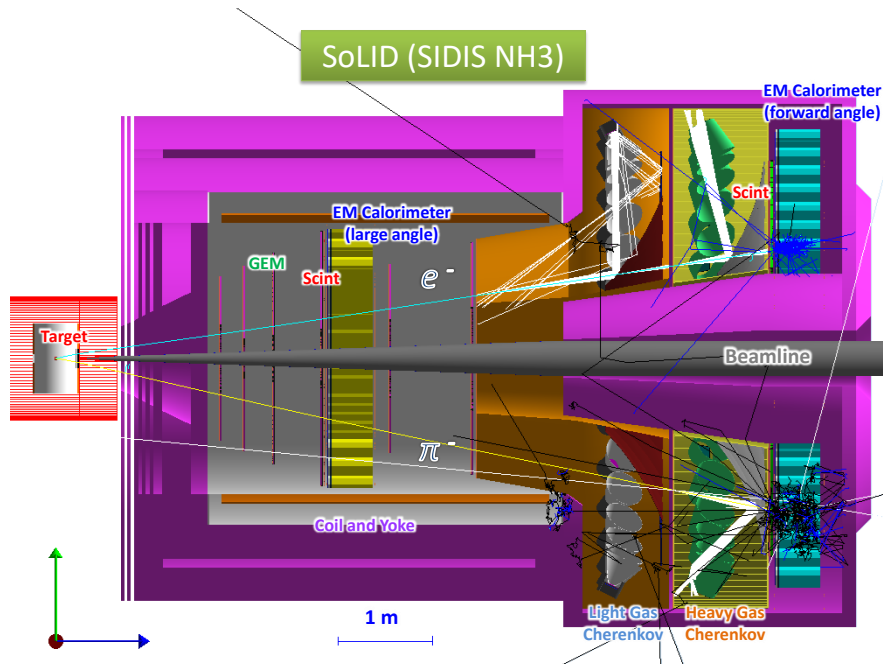 SoLID (SIDIS NH3)
EM Calorimeter
(forward angle)
Scint
EM Calorimeter
(large angle)
GEM
Scint
e-
Target
Beamline
π-
Coil and Yoke
Light Gas
Cherenkov
Heavy Gas
Cherenkov
1 m